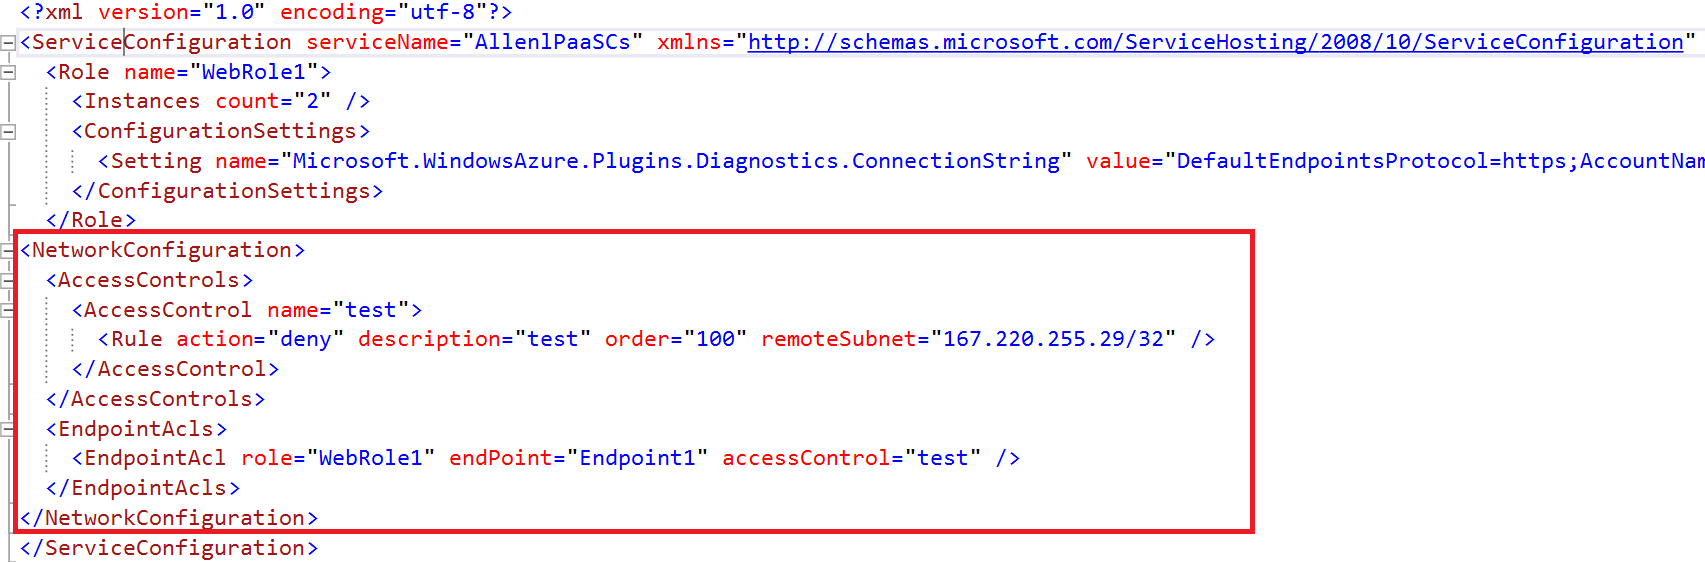 <?xml version="1.0" encoding="utf-8"?>
<ServiceConfiguration serviceName="AllenlPaaSCs" xmlns="http://schemas.microsoft.com/ServiceHosting/2008/10/ServiceConfiguration"
<Role name="WebRole1">
<Instances count="2" />
<ConfigurationSettings>
<Setting name="Microsoft.WindowsAzure.Plugins.Diagnostics.ConnectionString" value="DefaultEndpointsProtocol=https;AccountNam
</ConfigurationSettings>
</Role>
<NetworkConfiguration>
<AccessControls>
<AccessControl name="test">
<Rule action="deny" description="test" order="100" remoteSubnet="167.220.255.29/32" />
</AccessControl>
</AccessControls>
<EndpointAcls>
<EndpointAcl role="WebRole1" endPoint="Endpoint1" accessControl="test" />
</EndpointAcls>
</NetworkConfiguration>
</ServiceConfiguration>